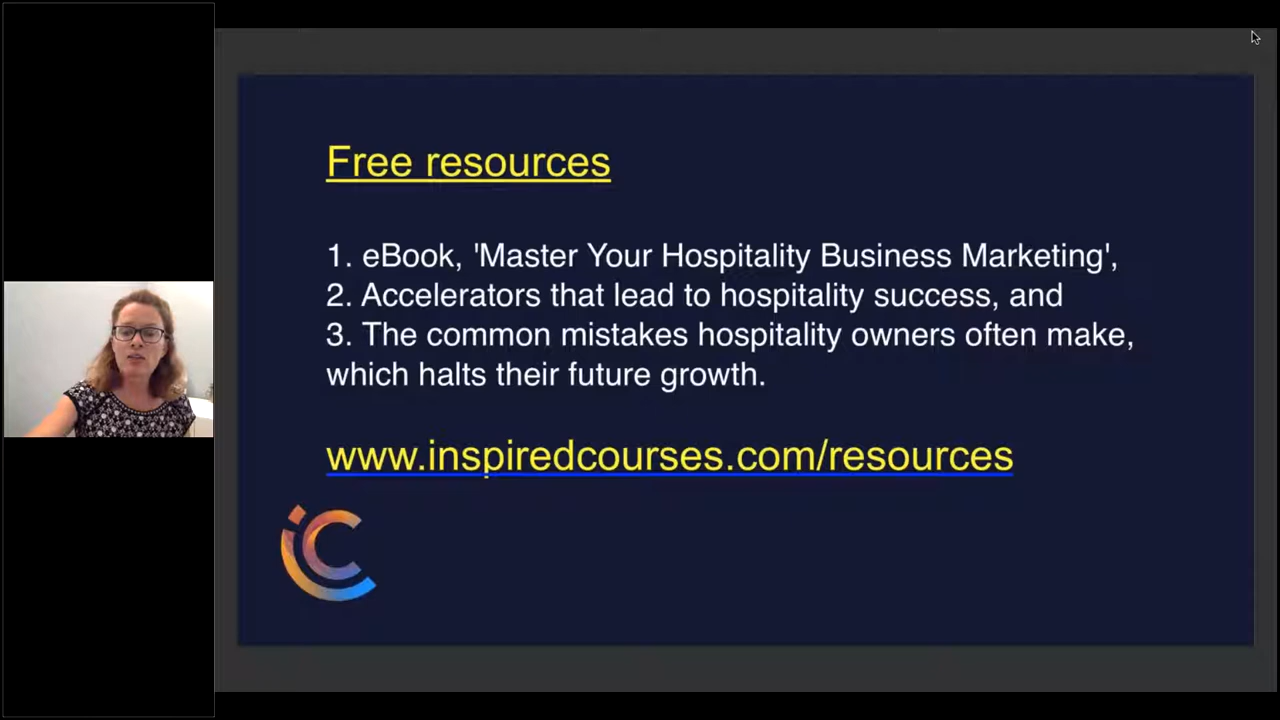 Free resources
1. eBook, 'Master Your Hospitality Business Marketing',
2. Accelerators that lead to hospitality success, and
3. The common mistakes hospitality owners often make,
which halts their future growth.
www.inspiredcourses.com/resources